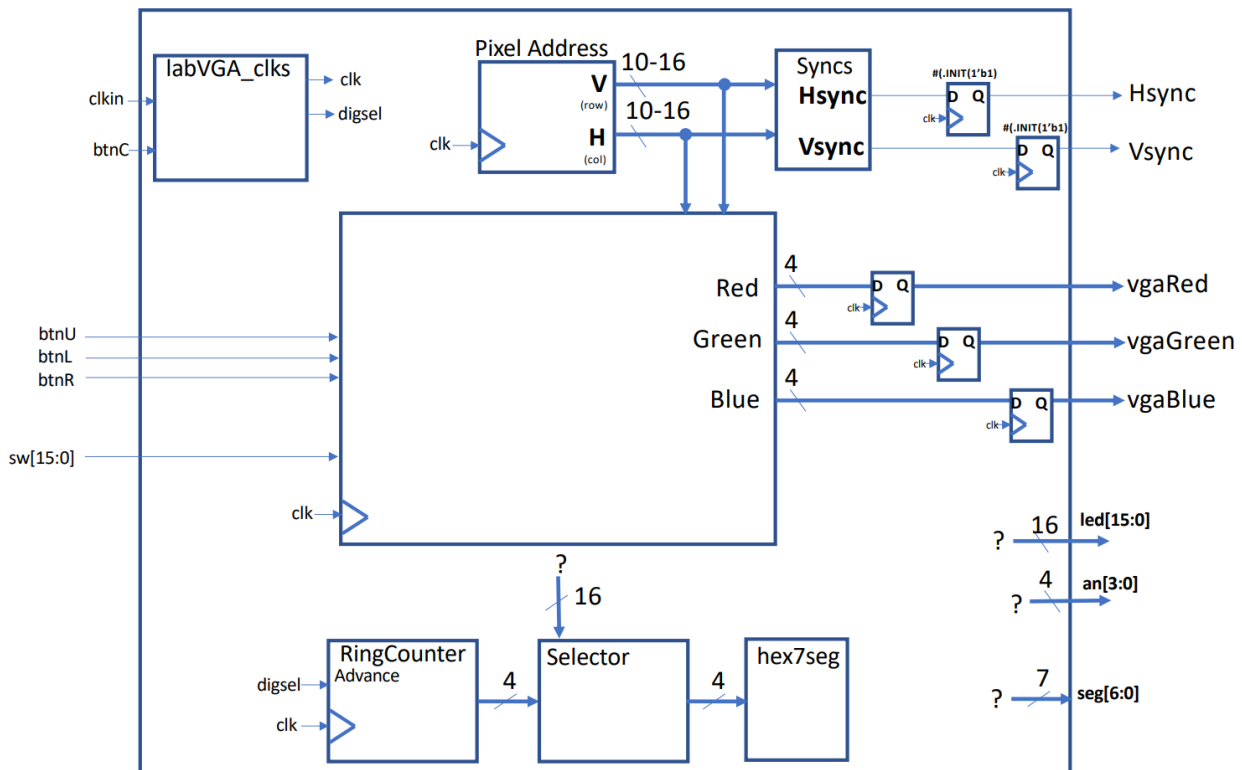 labVGA_clks
clkin
btnC
clk
digsel
Pixel Address
V
(row)
H
(col)
clk
10-16
10-16
Syncs
Hsync
Vsync
#(.INIT(1'b1)
D Q
clk
Hsync
#(.INIT(1'b1)
D Q
clk
Vsync
btnU
btnL
btnR
sw[15:0]
clk
Red
4
D Q
clk
vgaRed
Green
4
D Q
clk
vgaGreen
Blue
4
D Q
clk
vgaBlue
? 16 led[15:0]
? 4 an[3:0]
? 7 seg[6:0]
?
16
RingCounter
Advance
digsel
clk
4
Selector
4
hex7seg